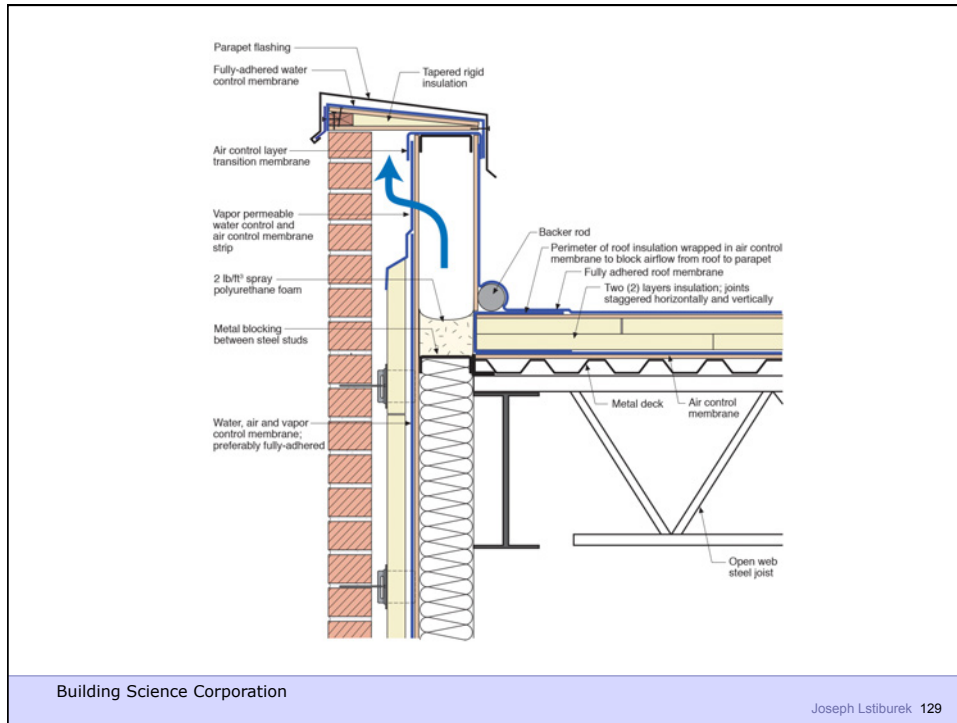 Parapet flashing
Fully-adhered water
control membrane
Tapered rigid
insulation
Air control layer
transition membrane
Vapor permeable
water control and
air control membrane
strip
2 lb/ft³ spray
polyurethane foam
Metal blocking
between steel studs
Water, air and vapor
control membrane;
preferably fully-adhered
Backer rod
Perimeter of roof insulation wrapped in air control
membrane to block airflow from roof to parapet
Fully adhered roof membrane
Two (2) layers insulation; joints
staggered horizontally and vertically
Metal deck
Air control
membrane
Open web
steel joist
Building Science Corporation
Joseph Lstiburek 129